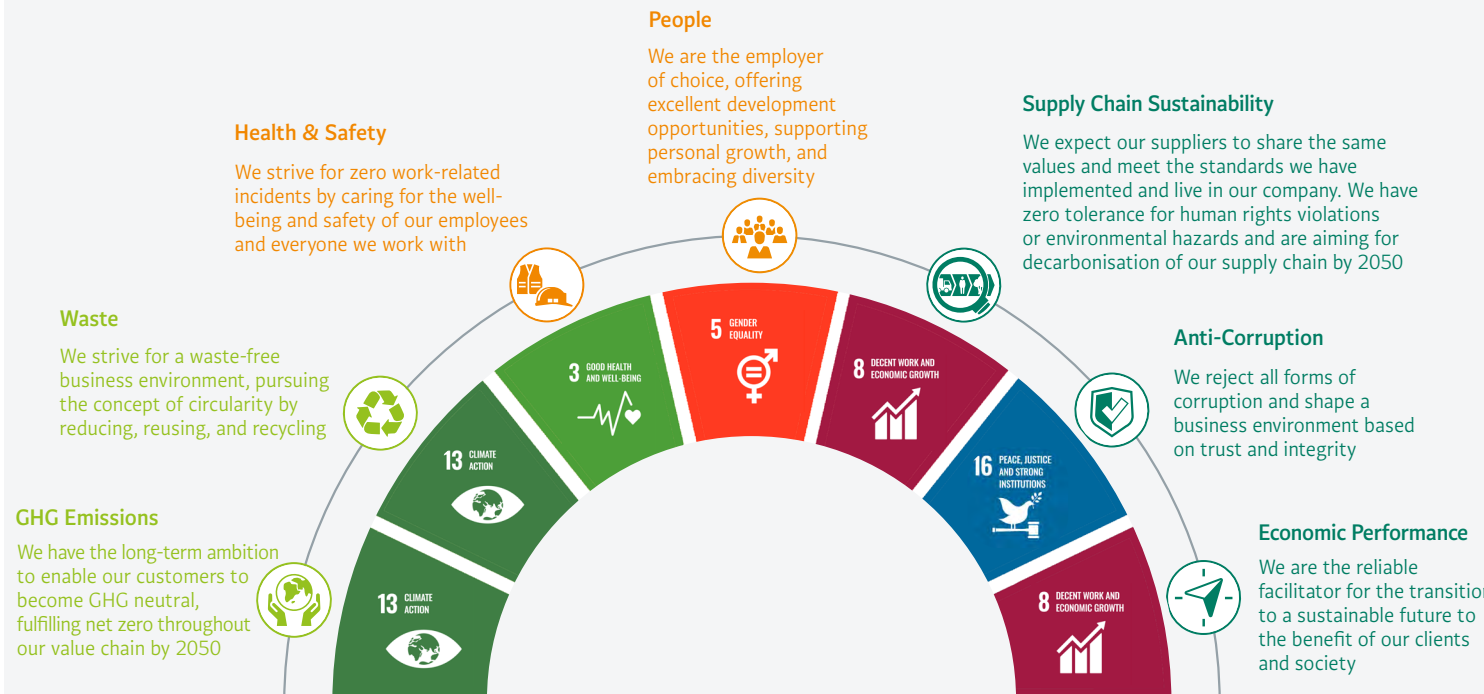 People
We are the employer
of choice, offering
excellent development
opportunities, supporting
personal growth, and
embracing diversity
Health & Safety
We strive for zero work-related
incidents by caring for the well-
being and safety of our employees
and everyone we work with
Supply Chain Sustainability
We expect our suppliers to share the same
values and meet the standards we have
implemented and live in our company. We have
zero tolerance for human rights violations
or environmental hazards and are aiming for
decarbonisation of our supply chain by 2050
Waste
We strive for a waste-free
business environment, pursuing
the concept of circularity by
reducing, reusing, and recycling
Anti-Corruption
We reject all forms of
corruption and shape a
business environment based
on trust and integrity
GHG Emissions
We have the long-term ambition
to enable our customers to
become GHG neutral,
fulfilling net zero throughout
our value chain by 2050
Economic Performance
We are the reliable
facilitator for the transition
to a sustainable future to
the benefit of our clients
and society
13 CLIMATE
ACTION
13 CLIMATE
ACTION
3 GOOD HEALTH
AND WELL-BEING
5 GENDER
EQUALITY
8 DECENT WORK AND
ECONOMIC GROWTH
16 PEACE, JUSTICE
AND STRONG
INSTITUTIONS
8 DECENT WORK AND
ECONOMIC GROWTH